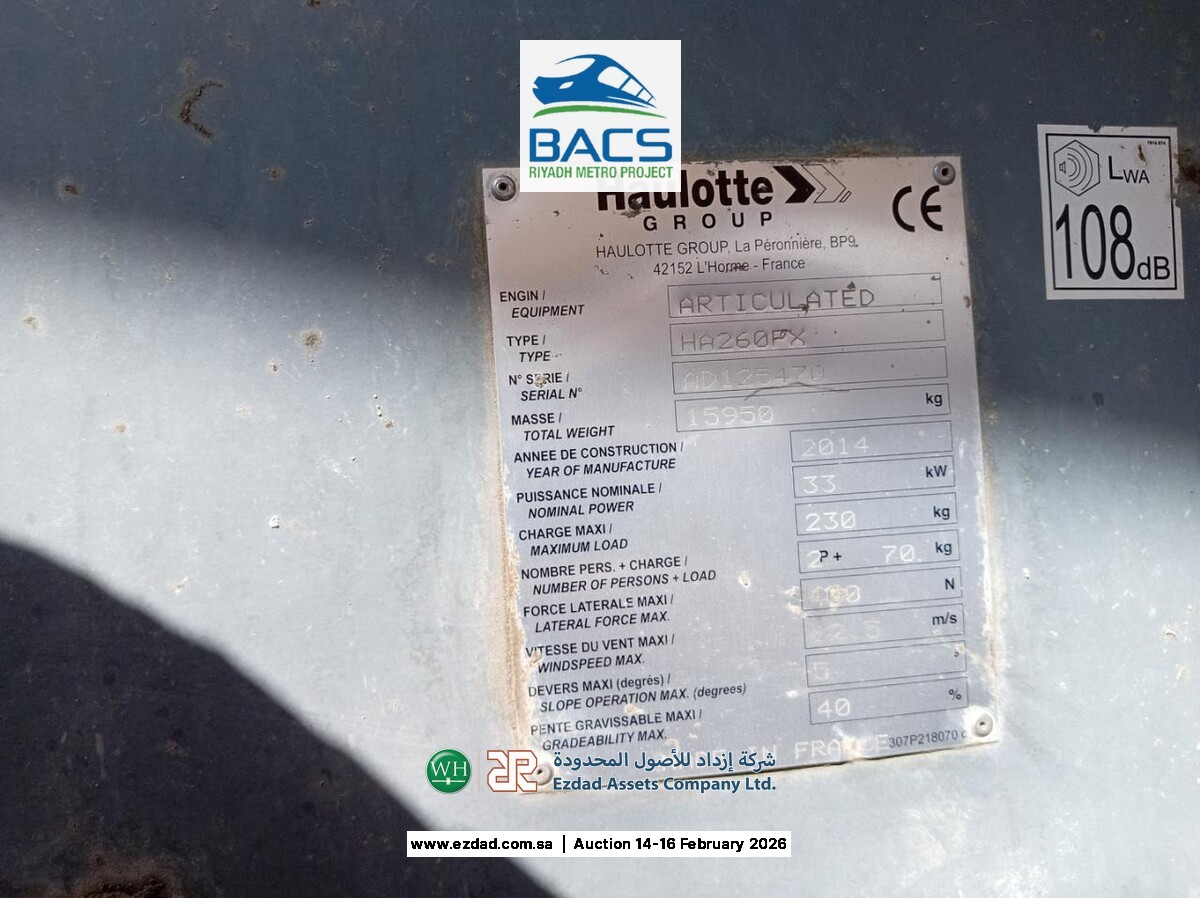 BACS
RIYADH METRO PROJECT
Haulotte
GROUP
CE
HAULOTTE GROUP, La Péronnière, BP9
42152 L'Horme - France
LWA
108dB
ENGIN /
EQUIPMENT
ARTICULATED
TYPE /
TYPE
HA260PX
N° SERIE /
SERIAL N°
AD125470
MASSE /
TOTAL WEIGHT
15950 kg
ANNEE DE CONSTRUCTION /
YEAR OF MANUFACTURE
2014
PUISSANCE NOMINALE /
NOMINAL POWER
33 kW
CHARGE MAXI /
MAXIMUM LOAD
230 kg
NOMBRE PERS. + CHARGE /
NUMBER OF PERSONS + LOAD
2P + 70 kg
FORCE LATERALE MAXI /
LATERAL FORCE MAX.
400 N
VITESSE DU VENT MAXI /
WINDSPEED MAX.
m/s
DEVERS MAXI (degrés) /
SLOPE OPERATION MAX. (degrees)
5 °
PENTE GRAVISSABLE MAXI /
GRADEABILITY MAX.
40 %
IN FRANCE
307P218070 c
WH
شركة إزداد للأصول المحدودة
Ezdad Assets Company Ltd.
www.ezdad.com.sa | Auction 14-16 February 2026